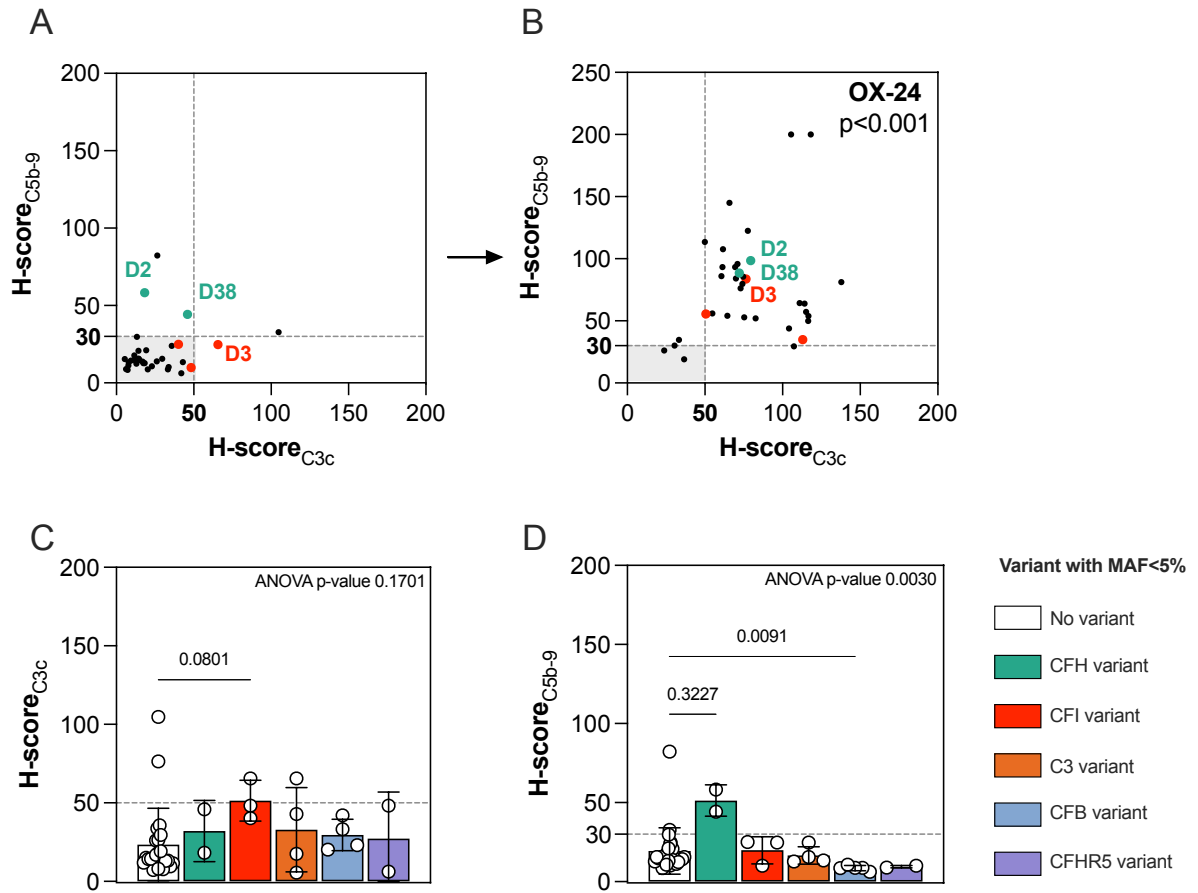 A
200
150
100
50
30
0
H-scoreC5b-9
D2
D38
D3
0
50
100
150
200
H-scoreC3c
B
250
200
150
100
50
30
0
H-scoreC5b-9
OX-24
p<0.001
D2
D38
D3
0
50
100
150
200
H-scoreC3c
C
200
150
100
50
0
H-scoreC3c
ANOVA p-value 0.1701
0.0801
D
200
150
100
50
30
0
H-scoreC5b-9
ANOVA p-value 0.0030
0.0091
0.3227
Variant with MAF<5%
No variant
CFH variant
CFI variant
C3 variant
CFB variant
CFHR5 variant